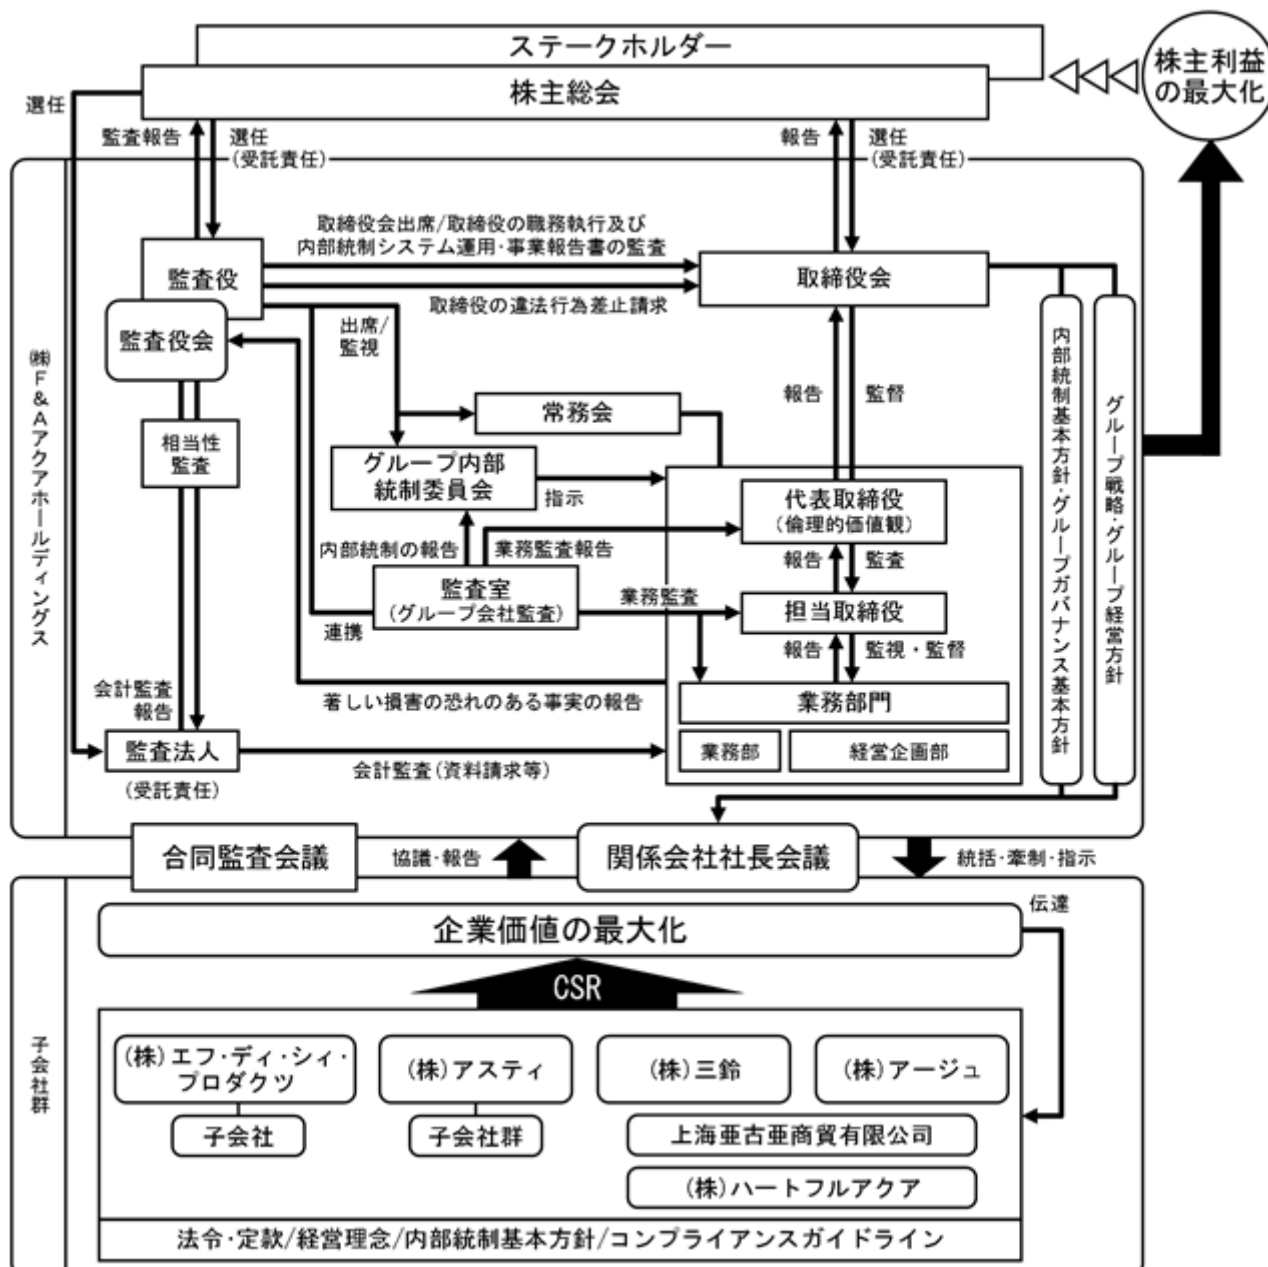 ステークホルダー
株主総会
株主利益
の最大化
選任
監査報告
選任
(受託責任)
報告
選任
(受託責任)
取締役会出席/取締役の職務執行及び
内部統制システム運用・事業報告書の監査
監査役
取締役会
取締役の違法行為差止請求
監査役会
出席/
監視
報告
監督
常務会
相当性
監査
グループ内部
統制委員会
指示
代表取締役
(倫理的価値観)
内部統制の報告
業務監査報告
報告
監査
監査室
(グループ会社監査)
業務監査
担当取締役
連携
報告
監視・監督
著しい損害の恐れのある事実の報告
業務部門
会計監査
報告
監査法人
(受託責任)
会計監査(資料請求等)
業務部
経営企画部
内部統制基本方針・グループガバナンス基本方針
グループ戦略・グループ経営方針
㈱F&Aアクアホールディングス
合同監査会議
協議・報告
関係会社社長会議
統括・牽制・指示
伝達
企業価値の最大化
CSR
子会社群
(株)エフ・ディ・シィ・
プロダクツ
(株)アスティ
(株)三鈴
(株)アージュ
子会社
子会社群
上海亜古亜商貿有限公司
(株)ハートフルアクア
法令・定款/経営理念/内部統制基本方針/コンプライアンスガイドライン